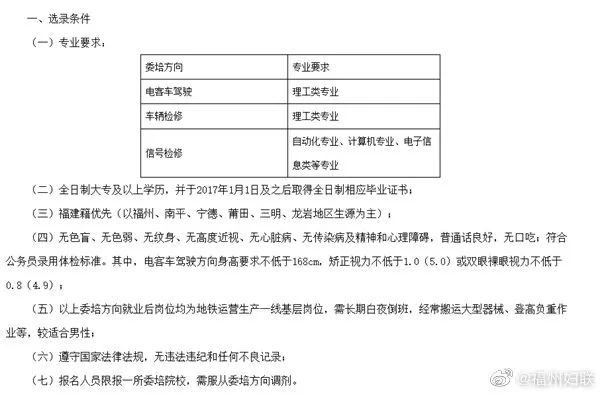 一、选录条件
（一）专业要求：
委培方向 专业要求
电客车驾驶 理工类专业
车辆检修 理工类专业
信号检修 自动化专业、计算机专业、电子信
息类等专业
（二）全日制大专及以上学历，并于2017年1月1日及之后取得全日制相应毕业证书；
（三）福建籍优先（以福州、南平、宁德、莆田、三明、龙岩地区生源为主）；
（四）无色盲、无色弱、无纹身、无高度近视、无心脏病、无传染病及精神和心理障碍，普通话良好，无口吃；符合
公务员录用体检标准。其中，电客车驾驶方向身高要求不低于168cm，矫正视力不低于1.0（5.0）或双眼裸眼视力不低于
0.8（4.9）；
（五）以上委培方向就业后岗位均为地铁运营生产一线基层岗位，需长期白夜倒班，经常搬运大型器械、登高负重作
业等，较适合男性；
（六）遵守国家法律法规，无违法违纪和任何不良记录；
（七）报名人员限报一所委培院校，需服从委培方向调剂。
@福州妇联